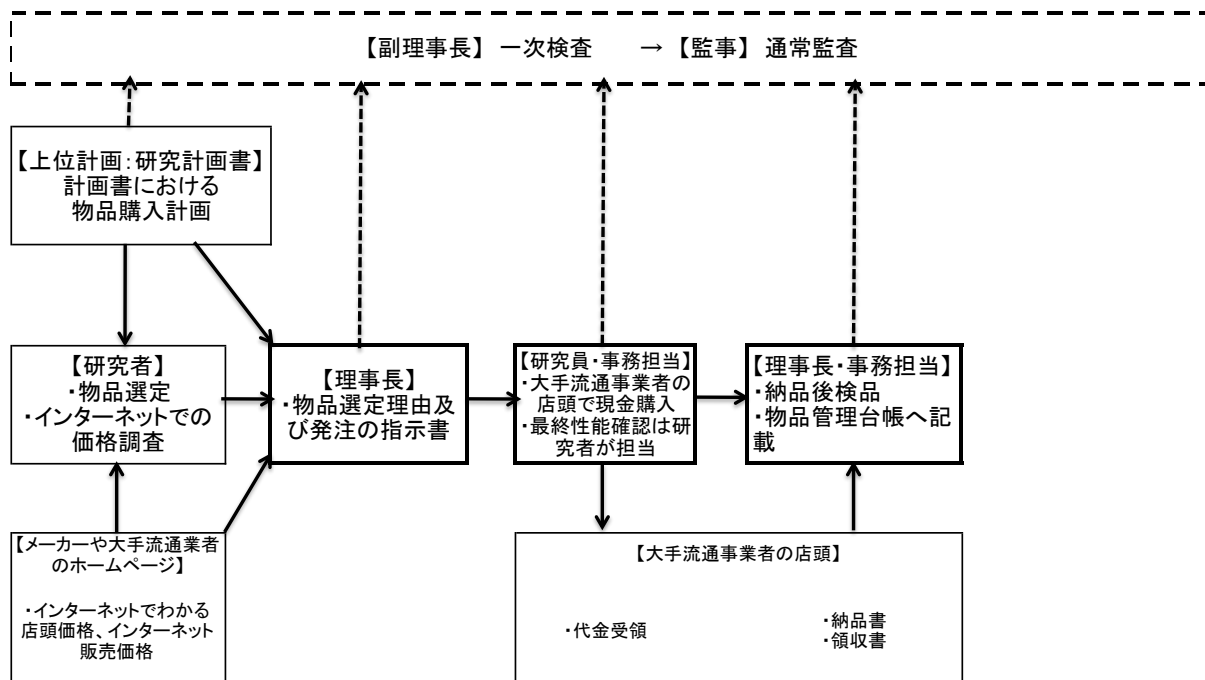 【副理事長】 一次検査 → 【監事】 通常監査
【上位計画：研究計画書】
計画書における
物品購入計画
【研究者】
・物品選定
・インターネットでの
価格調査
【理事長】
・物品選定理由及
び発注の指示書
【研究員・事務担当】
・大手流通事業者の
店頭で現金購入
・最終性能確認は研
究者が担当
【理事長・事務担当】
・納品後検品
・物品管理台帳へ記
載
【メーカーや大手流通業者
のホームページ】
・インターネットでわかる
店頭価格、インターネット
販売価格
【大手流通事業者の店頭】
・代金受領
・納品書
・領収書